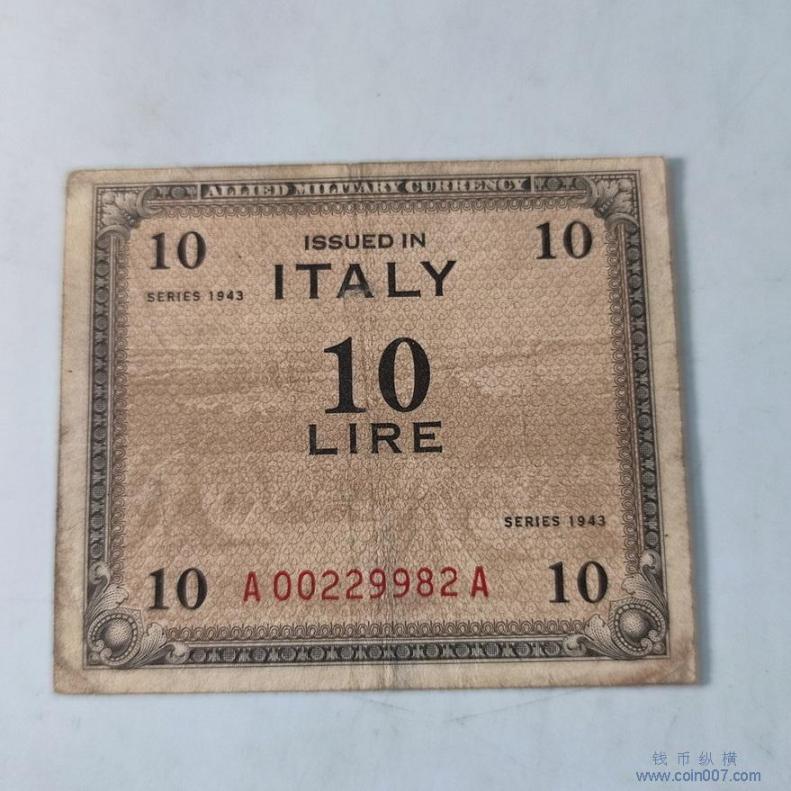 ALLIED MILITARY CURRENCY
10 ISSUED IN 10
SERIES 1943 ITALY
10
LIRE
SERIES 1943
10 A00229982A 10
钱币纵横
www.coin007.com